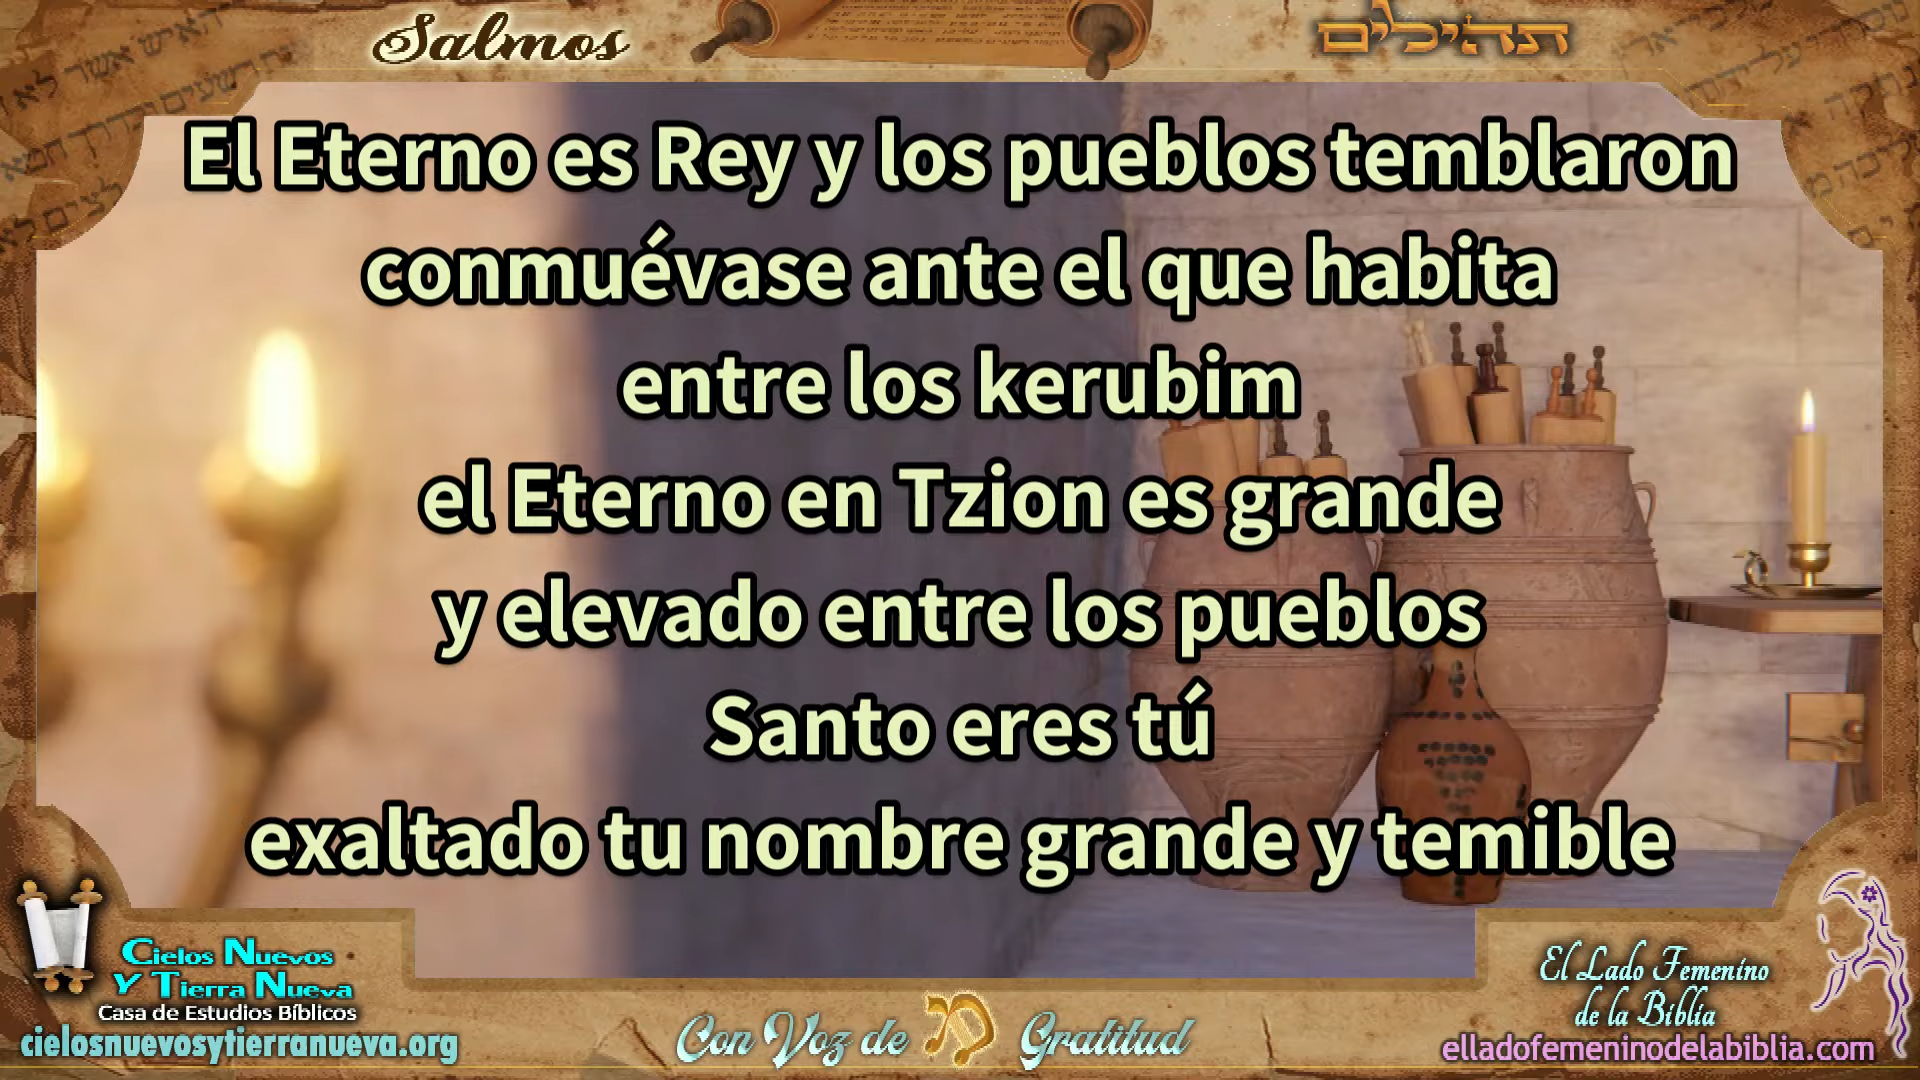 Salmos
תהילים
El Eterno es Rey y los pueblos temblaron
conmuévase ante el que habita
entre los kerubim
el Eterno en Tzion es grande
y elevado entre los pueblos
Santo eres tú
exaltado tu nombre grande y temible
Cielos Nuevos
Y Tierra Nueva
Casa de Estudios Bíblicos
cielosnuevosytierranueva.org
Con Voz de Gratitud
El Lado Femenino
de la Biblia
elladofemeninodelabiblia.com